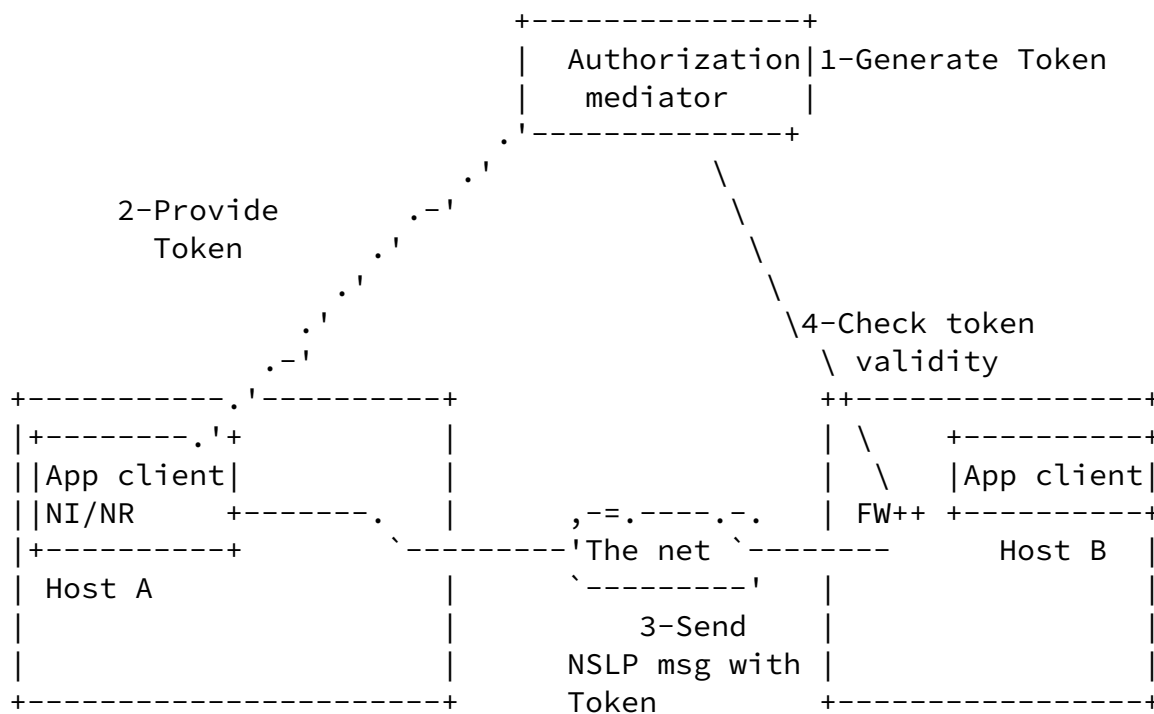 Authorization 1-Generate Token
mediator
2-Provide
Token
4-Check token
validity
App client App client
NI/NR FW++
The net Host B
Host A
3-Send
NSLP msg with
Token